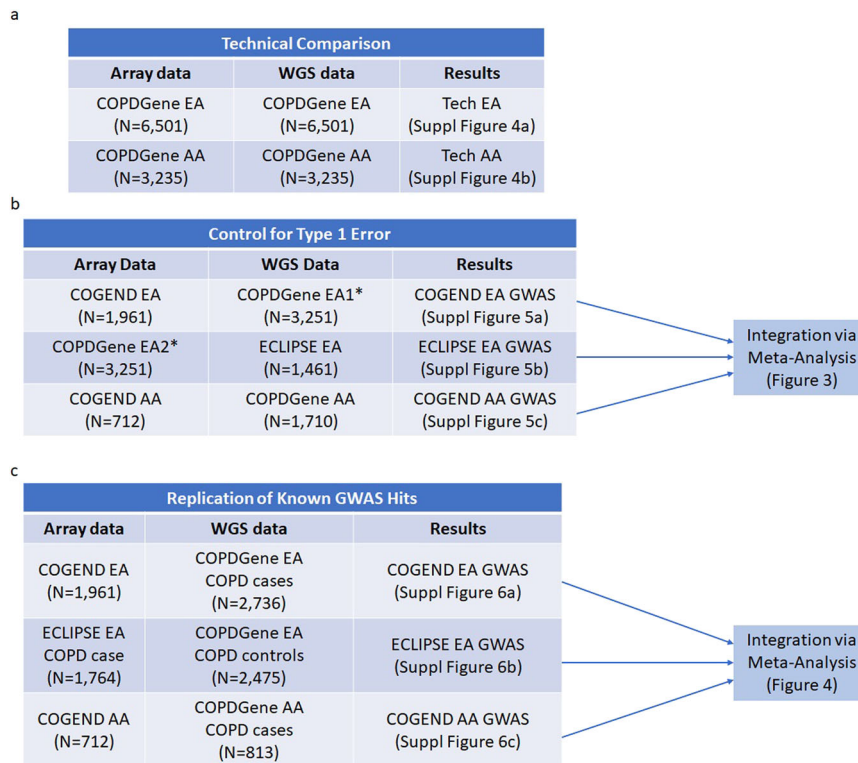 a
Technical Comparison
Array data WGS data Results
COPDGene EA COPDGene EA Tech EA
(N=6,501) (N=6,501) (Suppl Figure 4a)
COPDGene AA COPDGene AA Tech AA
(N=3,235) (N=3,235) (Suppl Figure 4b)
b
Control for Type 1 Error
Array Data WGS Data Results
COGEND EA COPDGene EA1* COGEND EA GWAS
(N=1,961) (N=3,251) (Suppl Figure 5a)
COPDGene EA2* ECLIPSE EA ECLIPSE EA GWAS
(N=3,251) (N=1,461) (Suppl Figure 5b)
COGEND AA COPDGene AA COGEND AA GWAS
(N=712) (N=1,710) (Suppl Figure 5c)
Integration via
Meta-Analysis
(Figure 3)
c
Replication of Known GWAS Hits
Array data WGS data Results
COGEND EA
(N=1,961)
COPDGene EA
COPD cases
(N=2,736)
COGEND EA GWAS
(Suppl Figure 6a)
ECLIPSE EA
COPD case
(N=1,764)
COPDGene EA
COPD controls
(N=2,475)
ECLIPSE EA GWAS
(Suppl Figure 6b)
COGEND AA
(N=712)
COPDGene AA
COPD cases
(N=813)
COGEND AA GWAS
(Suppl Figure 6c)
Integration via
Meta-Analysis
(Figure 4)